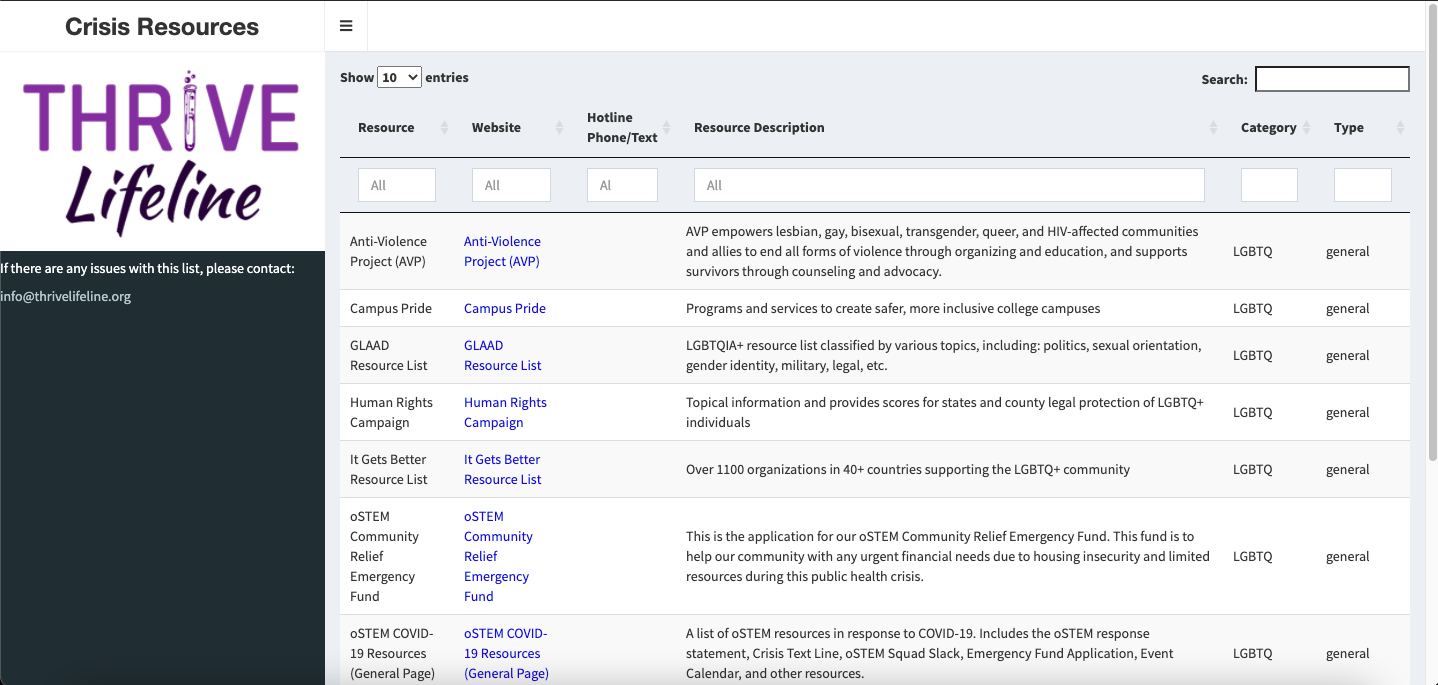 Crisis Resources
THRIVE
Lifeline
If there are any issues with this list, please contact:
info@thrivelifeline.org
Show 10 entries
Search:
Resource Website Hotline Phone/Text Resource Description Category Type
All All Al All
Anti-Violence Project (AVP) Anti-Violence Project (AVP) AVP empowers lesbian, gay, bisexual, transgender, queer, and HIV-affected communities and allies to end all forms of violence through organizing and education, and supports survivors through counseling and advocacy. LGBTQ general
Campus Pride Campus Pride Programs and services to create safer, more inclusive college campuses LGBTQ general
GLAAD Resource List GLAAD Resource List LGBTQIA+ resource list classified by various topics, including: politics, sexual orientation, gender identity, military, legal, etc. LGBTQ general
Human Rights Campaign Human Rights Campaign Topical information and provides scores for states and county legal protection of LGBTQ+ individuals LGBTQ general
It Gets Better Resource List It Gets Better Resource List Over 1100 organizations in 40+ countries supporting the LGBTQ+ community LGBTQ general
oSTEM Community Relief Emergency Fund oSTEM Community Relief Emergency Fund This is the application for our oSTEM Community Relief Emergency Fund. This fund is to help our community with any urgent financial needs due to housing insecurity and limited resources during this public health crisis. LGBTQ general
oSTEM COVID-19 Resources (General Page) oSTEM COVID-19 Resources (General Page) A list of oSTEM resources in response to COVID-19. Includes the oSTEM response statement, Crisis Text Line, oSTEM Squad Slack, Emergency Fund Application, Event Calendar, and other resources. LGBTQ general